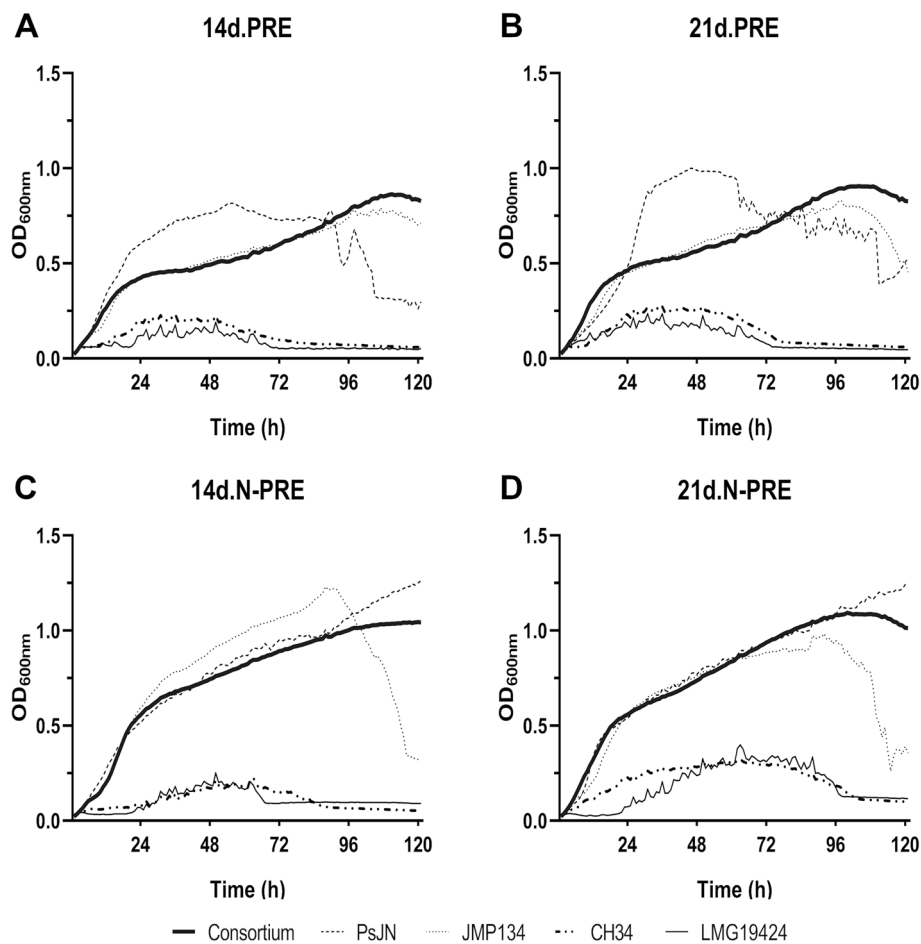 A
14d.PRE
1.5
1.0
0.5
0.0
OD600nm
24 48 72 96 120
Time (h)
B
21d.PRE
1.5
1.0
0.5
0.0
OD600nm
24 48 72 96 120
Time (h)
C
14d.N-PRE
1.5
1.0
0.5
0.0
OD600nm
24 48 72 96 120
Time (h)
D
21d.N-PRE
1.5
1.0
0.5
0.0
OD600nm
24 48 72 96 120
Time (h)
Consortium PsJN JMP134 CH34 LMG19424